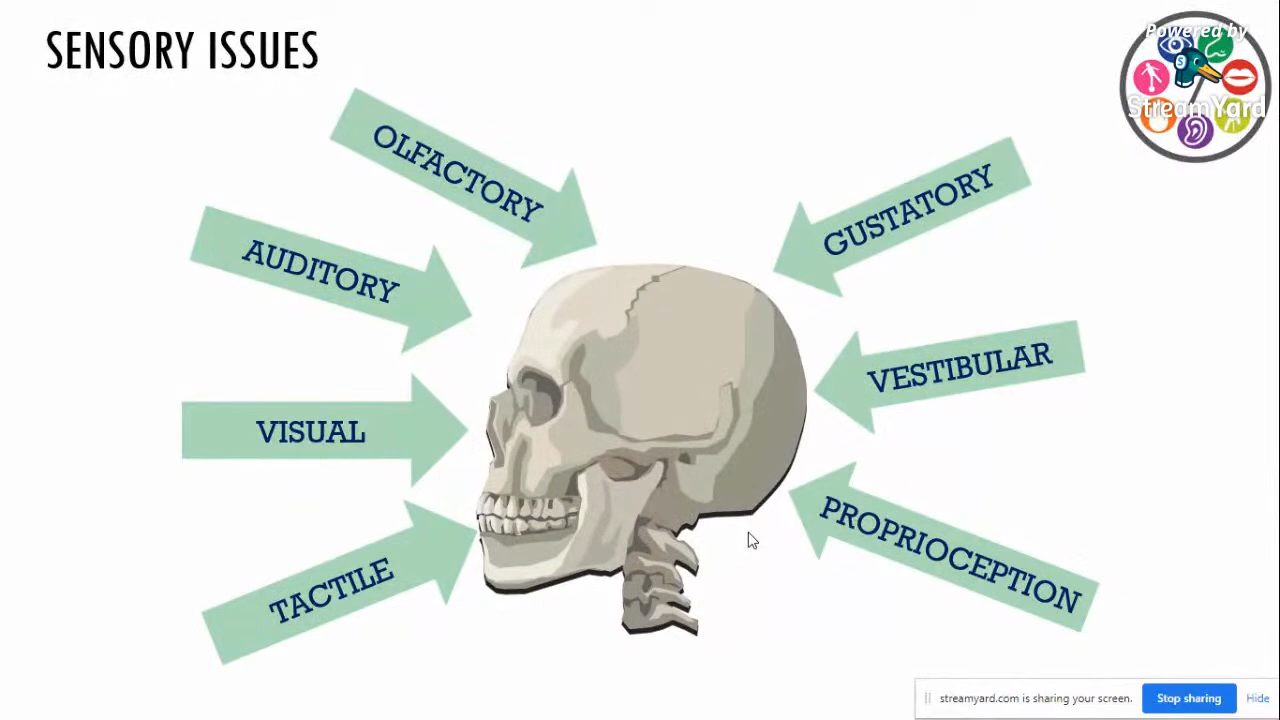 SENSORY ISSUES
Powered by
S
StreamYard
OLFACTORY
GUSTATORY
AUDITORY
VESTIBULAR
VISUAL
PROPRIOCEPTION
TACTILE
streamyard.com is sharing your screen.
Stop sharing
Hide